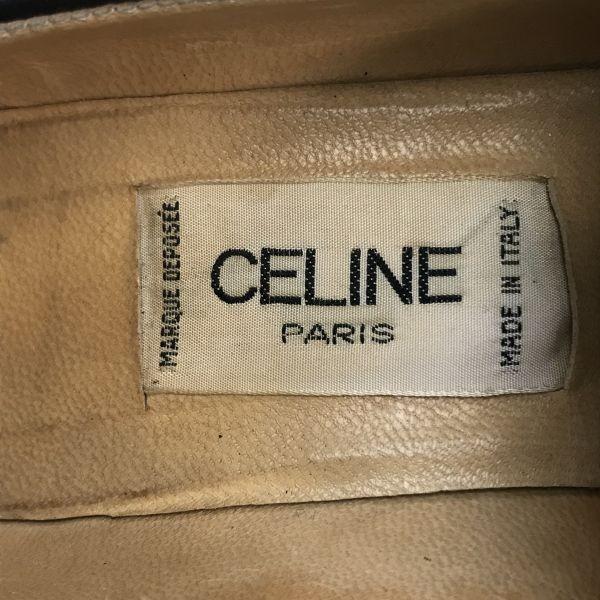 MARQUE DEPOSÉE
CELINE
PARIS
MADE IN ITALY